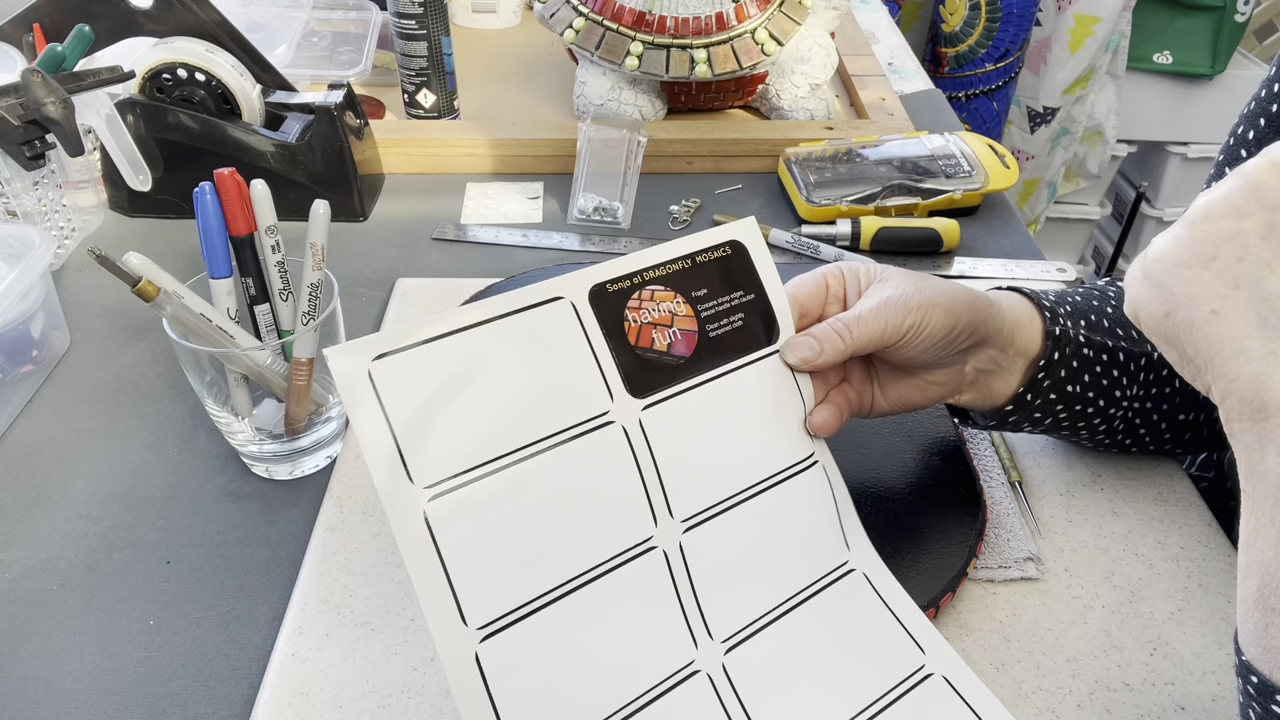 Sonja at DRAGONFLY MOSAICS
having
fun
Fragile
Contains sharp edges,
please handle with caution
Clean with slightly
dampened cloth
Sharpie
Sharpie
BRONZE
Sharpie